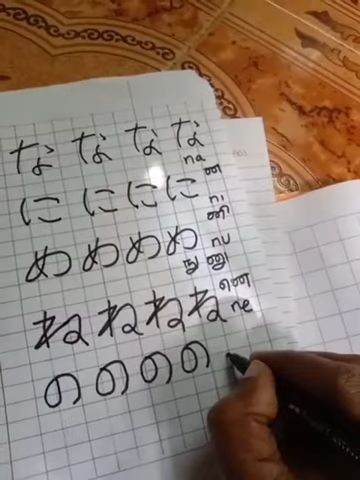 な な な な na ன
に に に に ni னி
め め め め nu நு னு
ね ね ね ね னெ ne
の の の の